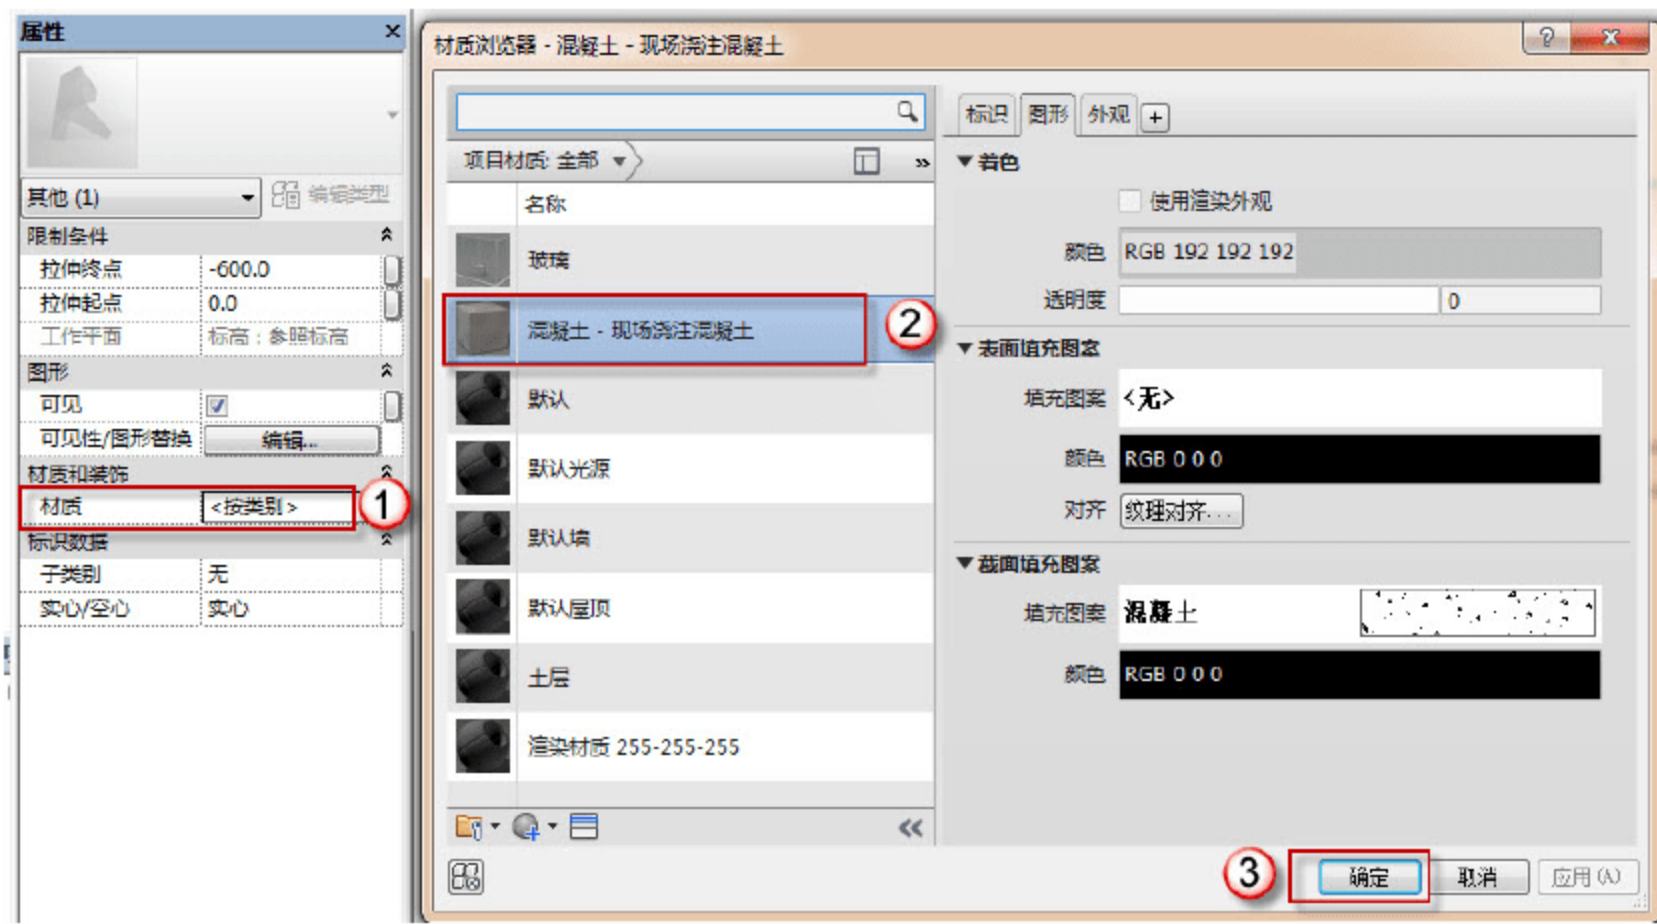 属性
其他 (1)
编辑类型
限制条件
拉伸终点 -600.0
拉伸起点 0.0
工作平面 标高：参照标高
图形
可见
可见性/图形替换 编辑...
材质和装饰
材质 <按类别>
①
标识数据
子类别 无
实心/空心 实心
材质浏览器 - 混凝土 - 现场浇注混凝土
项目材质: 全部
名称
玻璃
混凝土 - 现场浇注混凝土
②
默认
默认光源
默认墙
默认屋顶
土层
渲染材质 255-255-255
标识 图形 外观
着色
使用渲染外观
颜色 RGB 192 192 192
透明度 0
表面填充图案
填充图案 <无>
颜色 RGB 0 0 0
对齐 纹理对齐...
截面填充图案
填充图案 混凝土
颜色 RGB 0 0 0
③
确定 取消 应用 (A)